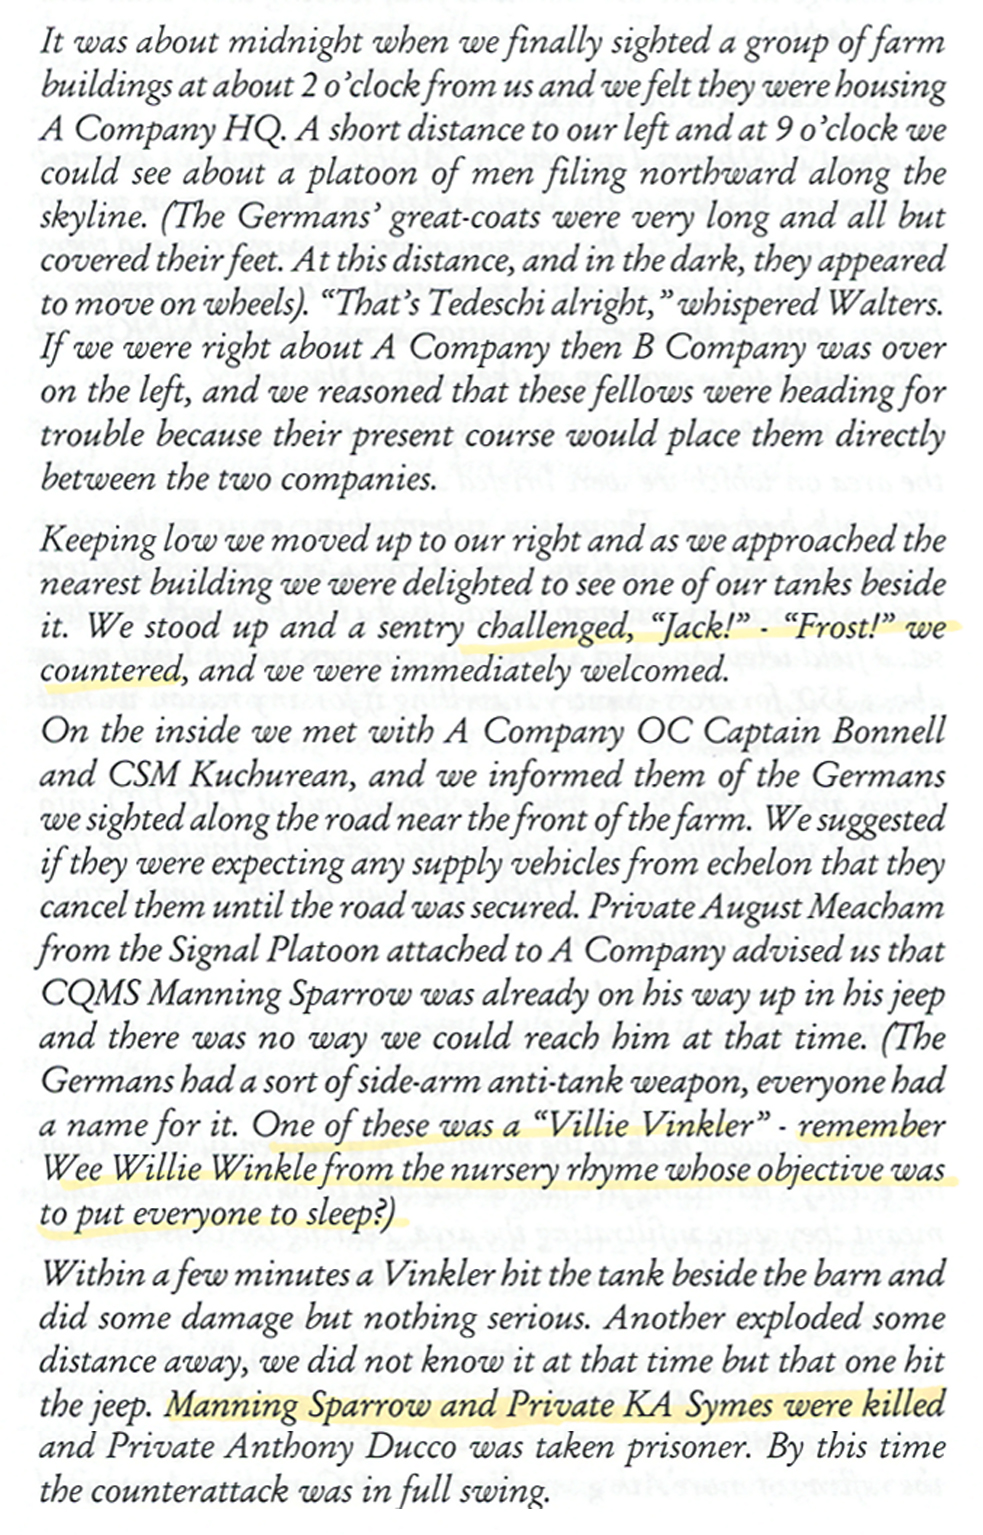 It was about midnight when we finally sighted a group of farm
buildings at about 2 o'clock from us and we felt they were housing
A Company HQ. A short distance to our left and at 9 o'clock we
could see about a platoon of men filing northward along the
skyline. (The Germans' great-coats were very long and all but
covered their feet. At this distance, and in the dark, they appeared
to move on wheels). “That's Tedeschi alright,” whispered Walters.
If we were right about A Company then B Company was over
on the left, and we reasoned that these fellows were heading for
trouble because their present course would place them directly
between the two companies.
Keeping low we moved up to our right and as we approached the
nearest building we were delighted to see one of our tanks beside
it. We stood up and a sentry challenged, “Jack!” - “Frost!” we
countered, and we were immediately welcomed.
On the inside we met with A Company OC Captain Bonnell
and CSM Kuchurean, and we informed them of the Germans
we sighted along the road near the front of the farm. We suggested
if they were expecting any supply vehicles from echelon that they
cancel them until the road was secured. Private August Meacham
from the Signal Platoon attached to A Company advised us that
CQMS Manning Sparrow was already on his way up in his jeep
and there was no way we could reach him at that time. (The
Germans had a sort of side-arm anti-tank weapon, everyone had
a name for it. One of these was a “Villie Vinkler” - remember
Wee Willie Winkle from the nursery rhyme whose objective was
to put everyone to sleep?)
Within a few minutes a Vinkler hit the tank beside the barn and
did some damage but nothing serious. Another exploded some
distance away, we did not know it at that time but that one hit
the jeep. Manning Sparrow and Private KA Symes were killed
and Private Anthony Ducco was taken prisoner. By this time
the counterattack was in full swing.